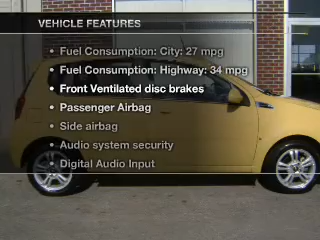 VEHICLE FEATURES
• Fuel Consumption: City: 27 mpg
• Fuel Consumption: Highway: 34 mpg
• Front Ventilated disc brakes
• Passenger Airbag
• Side airbag
• Audio system security
• Digital Audio Input